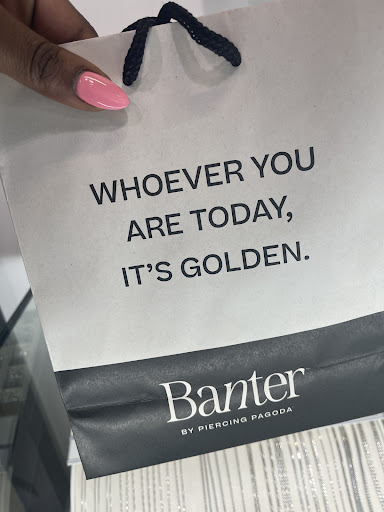 WHOEVER YOU
ARE TODAY,
IT'S GOLDEN.
Banter
BY PIERCING PAGODA